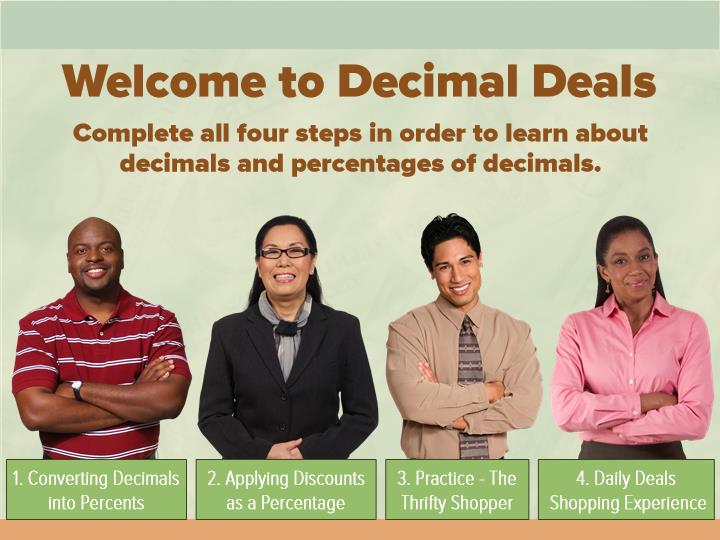 Welcome to Decimal Deals
Complete all four steps in order to learn about
decimals and percentages of decimals.
1. Converting Decimals
into Percents
2. Applying Discounts
as a Percentage
3. Practice - The
Thrifty Shopper
4. Daily Deals
Shopping Experience